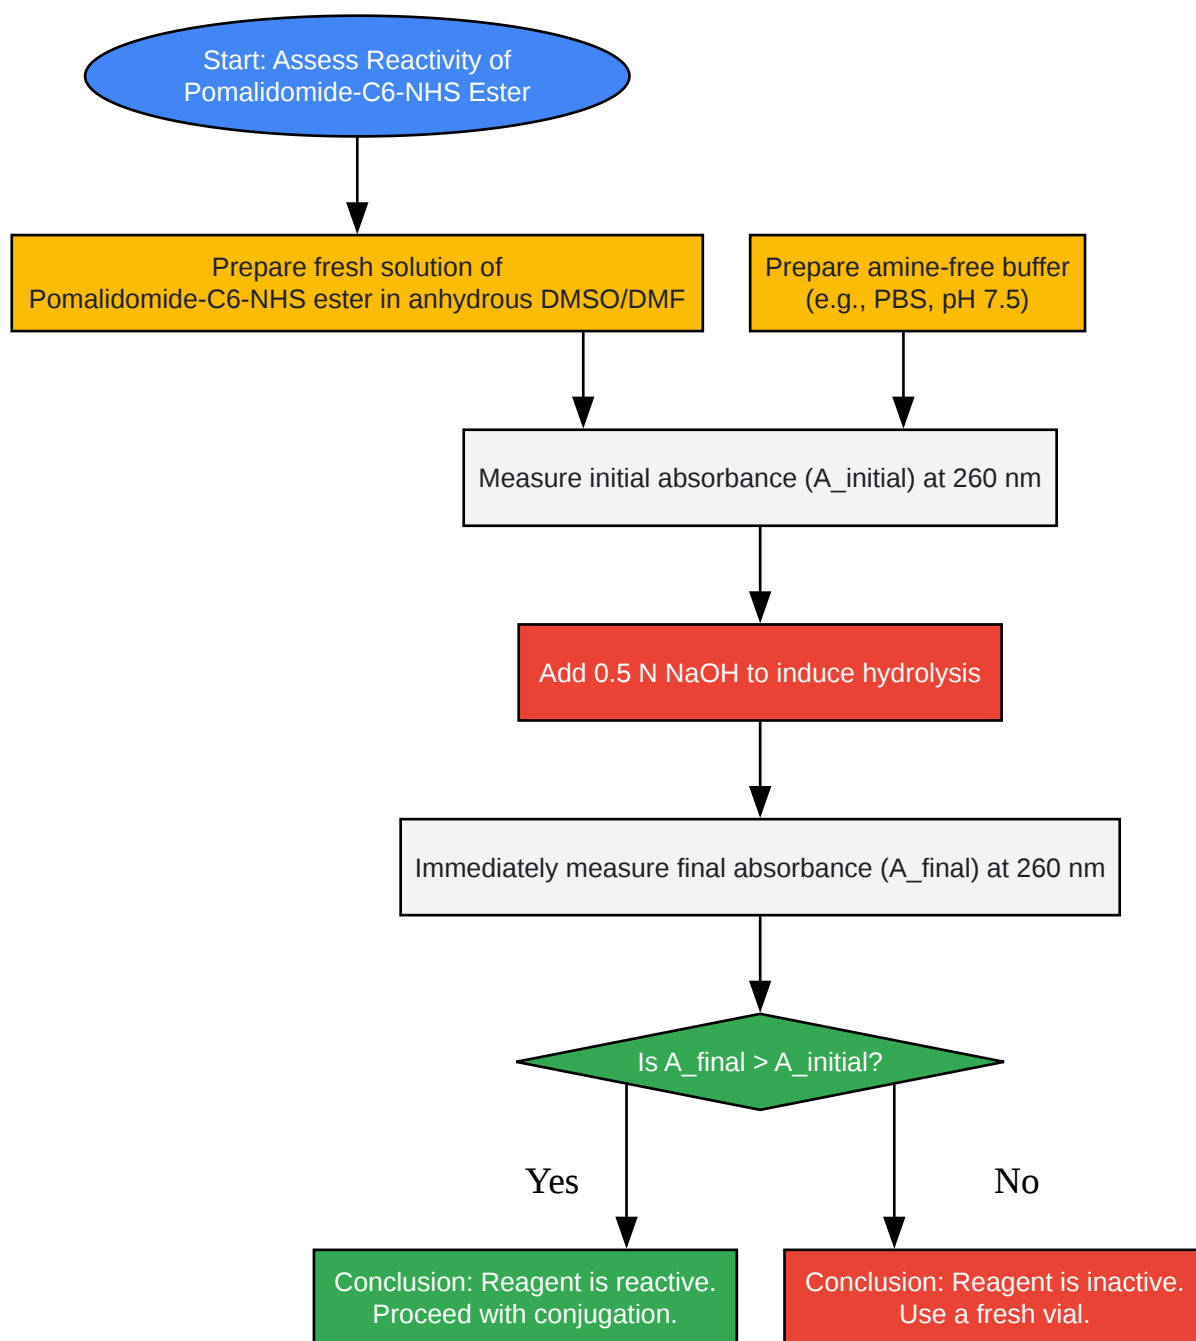 Start: Assess Reactivity of
Pomalidomide-C6-NHS Ester
Prepare fresh solution of
Pomalidomide-C6-NHS ester in anhydrous DMSO/DMF
Prepare amine-free buffer
(e.g., PBS, pH 7.5)
Measure initial absorbance (A_initial) at 260 nm
Add 0.5 N NaOH to induce hydrolysis
Immediately measure final absorbance (A_final) at 260 nm
Is A_final > A_initial?
Yes
No
Conclusion: Reagent is reactive.
Proceed with conjugation.
Conclusion: Reagent is inactive.
Use a fresh vial.